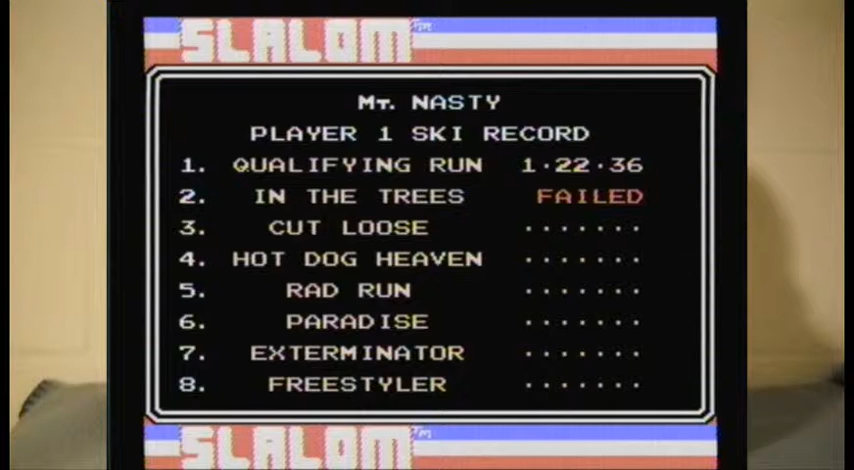 SLALOM™
Mt. NASTY
PLAYER 1 SKI RECORD
1. QUALIFYING RUN 1·22·36
2. IN THE TREES FAILED
3. CUT LOOSE .......
4. HOT DOG HEAVEN .......
5. RAD RUN .......
6. PARADISE .......
7. EXTERMINATOR .......
8. FREESTYLER .......
SLALOM™